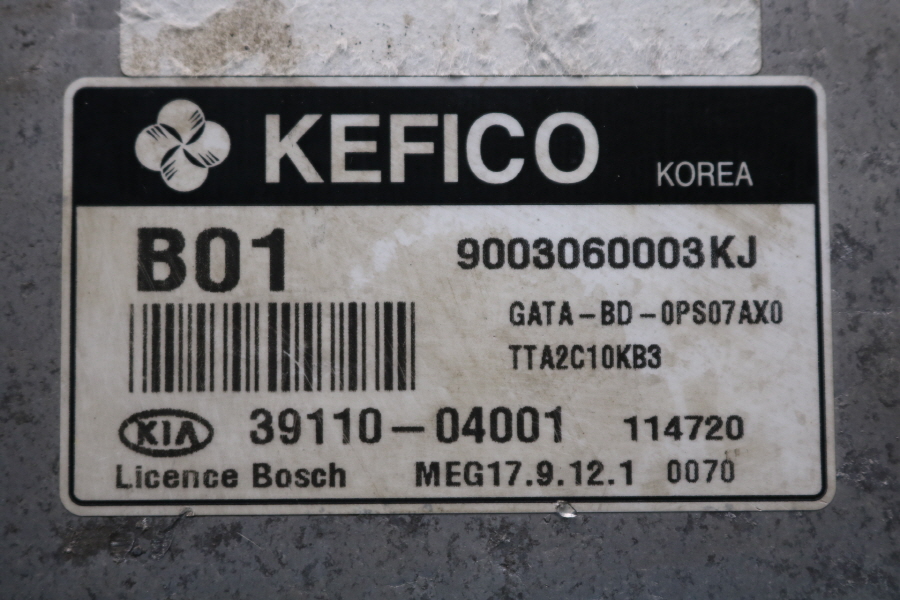 KEFICO KOREA
B01 9003060003KJ
GATA-BD-0PS07AX0
TTA2C10KB3
KIA 39110-04001 114720
Licence Bosch MEG17.9.12.1 0070